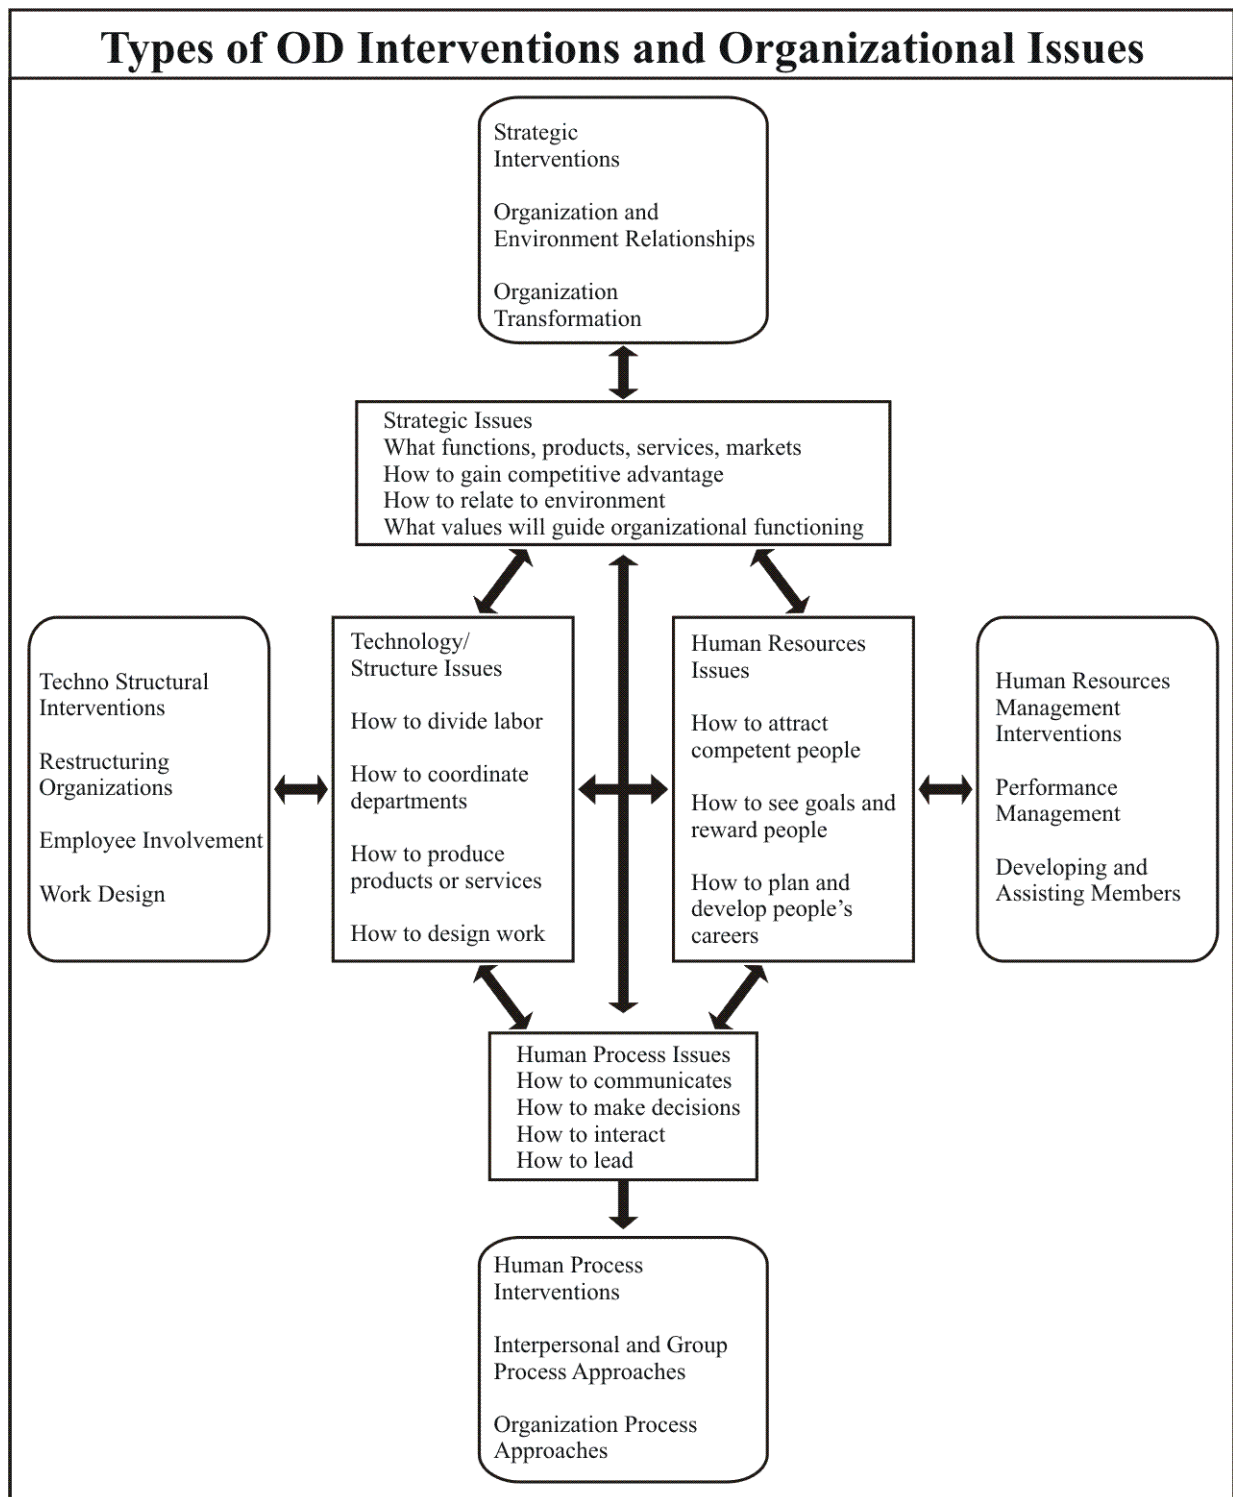 Types of OD Interventions and Organizational Issues
Strategic
Interventions
Organization and
Environment Relationships
Organization
Transformation
Strategic Issues
What functions, products, services, markets
How to gain competitive advantage
How to relate to environment
What values will guide organizational functioning
Techno Structural
Interventions
Restructuring
Organizations
Employee Involvement
Work Design
Technology/
Structure Issues
How to divide labor
How to coordinate
departments
How to produce
products or services
How to design work
Human Resources
Issues
How to attract
competent people
How to see goals and
reward people
How to plan and
develop people’s
careers
Human Resources
Management
Interventions
Performance
Management
Developing and
Assisting Members
Human Process Issues
How to communicates
How to make decisions
How to interact
How to lead
Human Process
Interventions
Interpersonal and Group
Process Approaches
Organization Process
Approaches